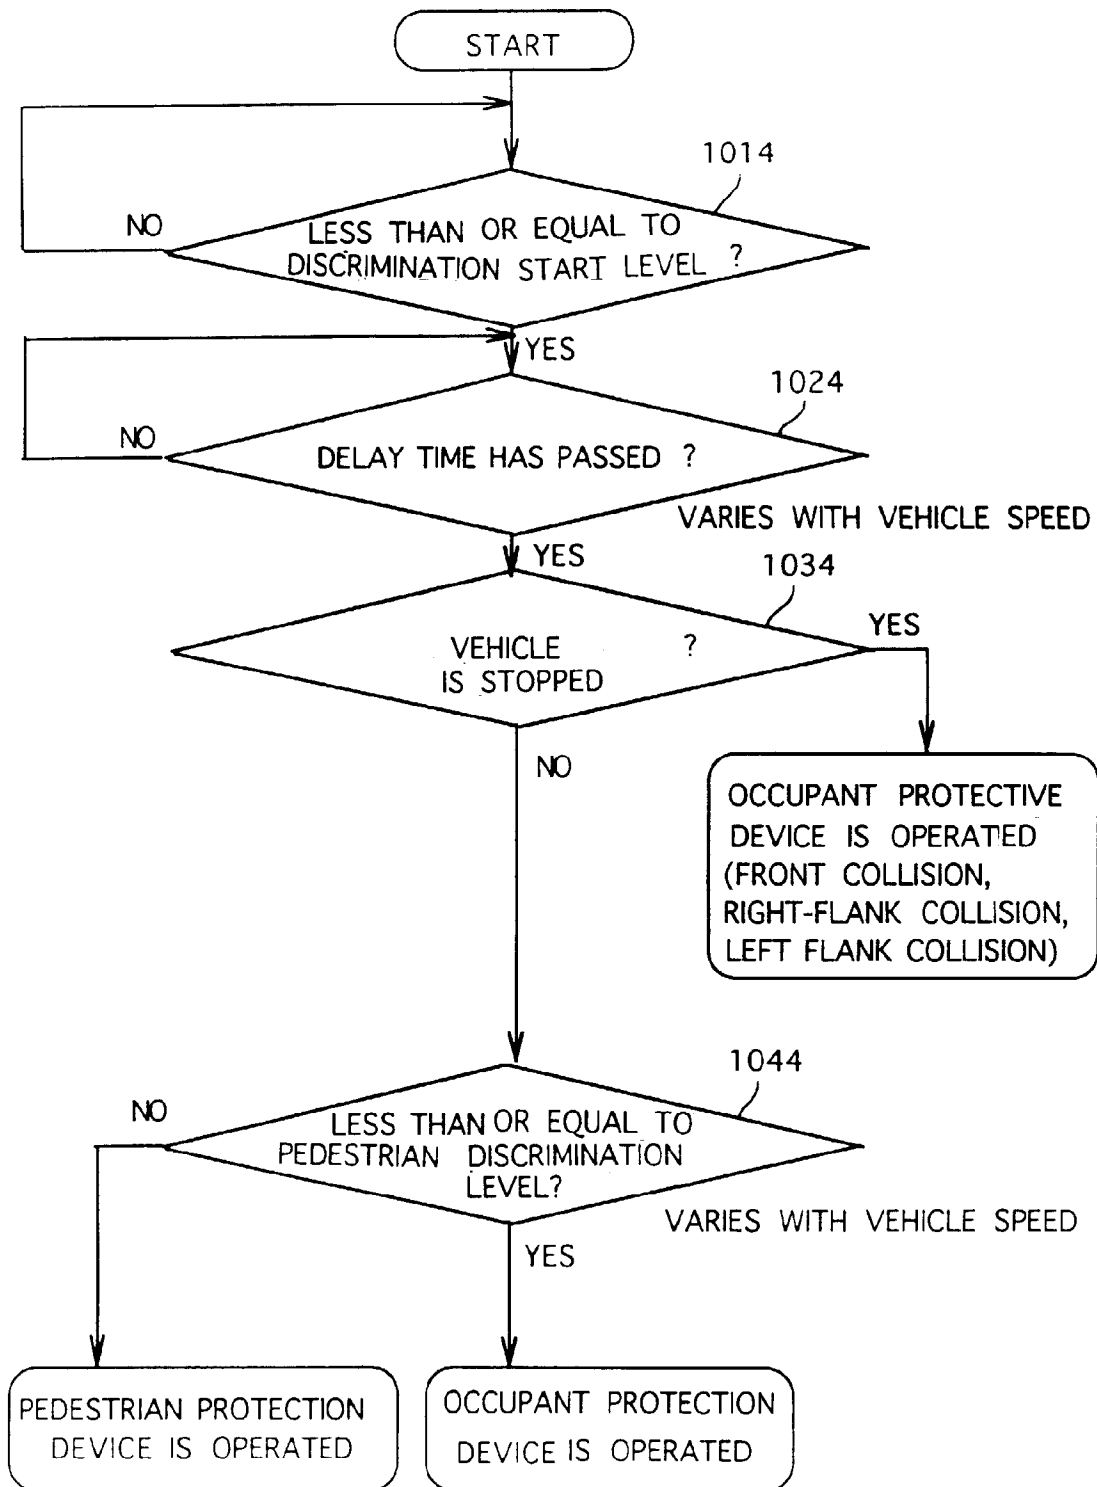 START
1014
NO
LESS THAN OR EQUAL TO
DISCRIMINATION START LEVEL ?
YES
1024
NO
DELAY TIME HAS PASSED ?
VARIES WITH VEHICLE SPEED
YES
1034
YES
VEHICLE ?
IS STOPPED
NO
OCCUPANT PROTECTIVE
DEVICE IS OPERATED
(FRONT COLLISION,
RIGHT-FLANK COLLISION,
LEFT FLANK COLLISION)
1044
NO
LESS THAN OR EQUAL TO
PEDESTRIAN DISCRIMINATION
LEVEL?
VARIES WITH VEHICLE SPEED
YES
PEDESTRIAN PROTECTION
DEVICE IS OPERATED
OCCUPANT PROTECTION
DEVICE IS OPERATED